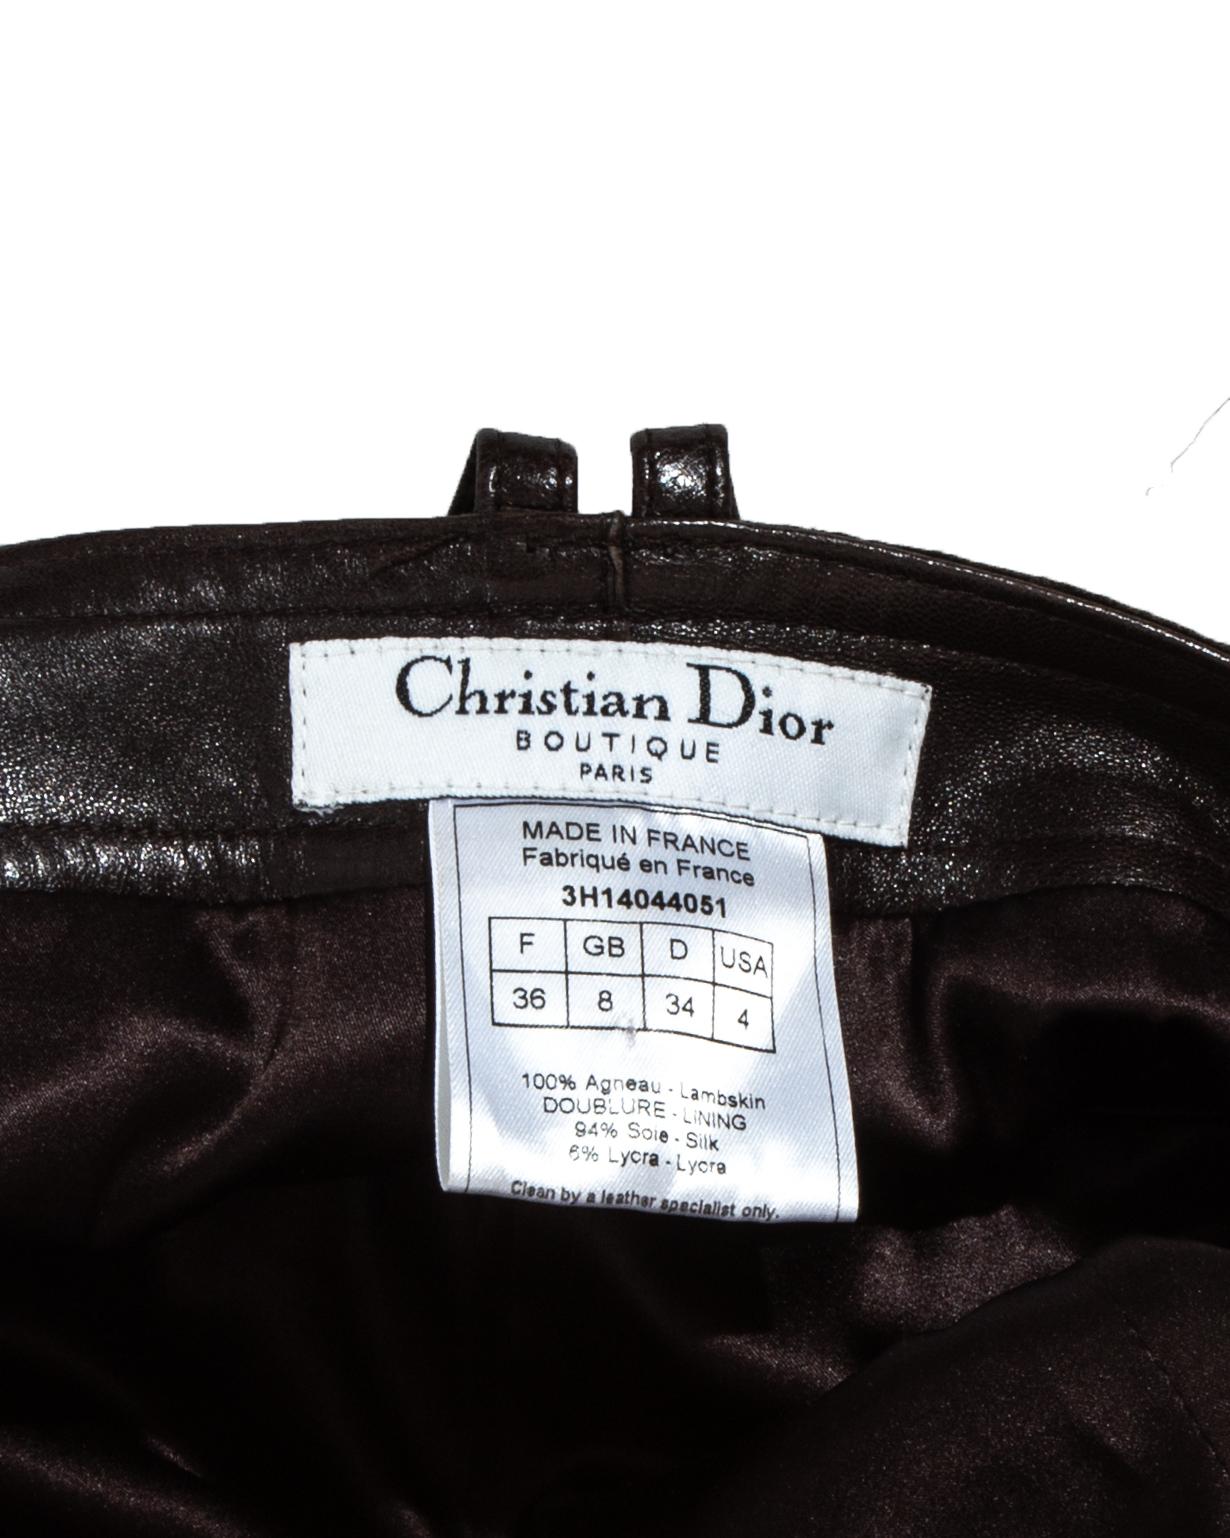 Christian Dior
BOUTIQUE
PARIS
MADE IN FRANCE
Fabriqué en France
3H14044051
F GB D USA
36 8 34 4
100% Agneau - Lambskin
DOUBLURE - LINING
94% Soie - Silk
6% Lycra - Lycra
Clean by a leather specialist only.